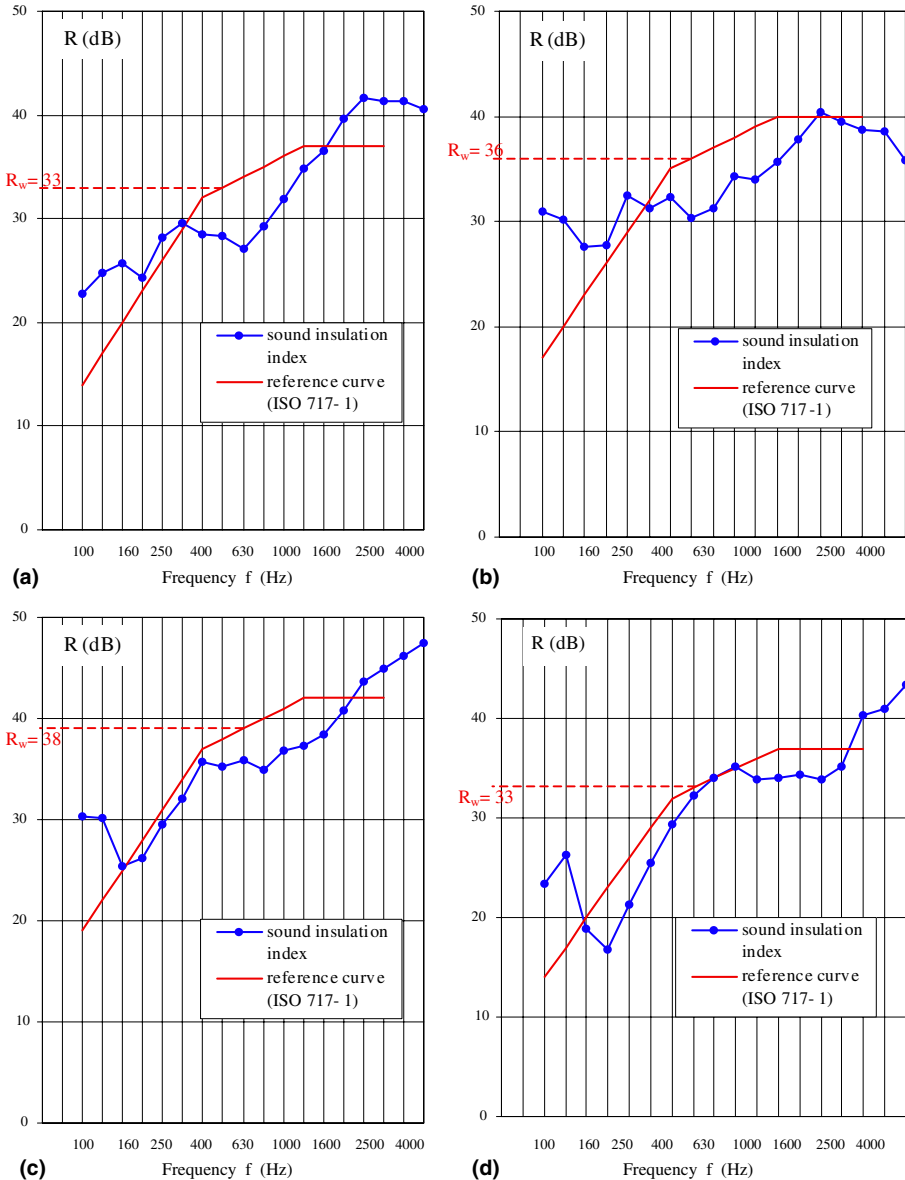 50
R (dB)
40
R_w= 33
30
sound insulation
index
reference curve
(ISO 717- 1)
20
10
0
100 160 250 400 630 1000 1600 2500 4000
(a)
Frequency f (Hz)
50
R (dB)
40
R_w= 36
30
sound insulation
index
reference curve
(ISO 717 -1)
20
10
0
100 160 250 400 630 1000 1600 2500 4000
(b)
Frequency f (Hz)
50
R (dB)
40
R_w= 38
30
20
sound insulation
index
reference curve
(ISO 717- 1)
10
0
100 160 250 400 630 1000 1600 2500 4000
(c)
Frequency f (Hz)
50
R (dB)
40
R_w= 33
30
20
sound insulation
index
reference curve
(ISO 717- 1)
10
0
100 160 250 400 630 1000 1600 2500 4000
(d)
Frequency f (Hz)